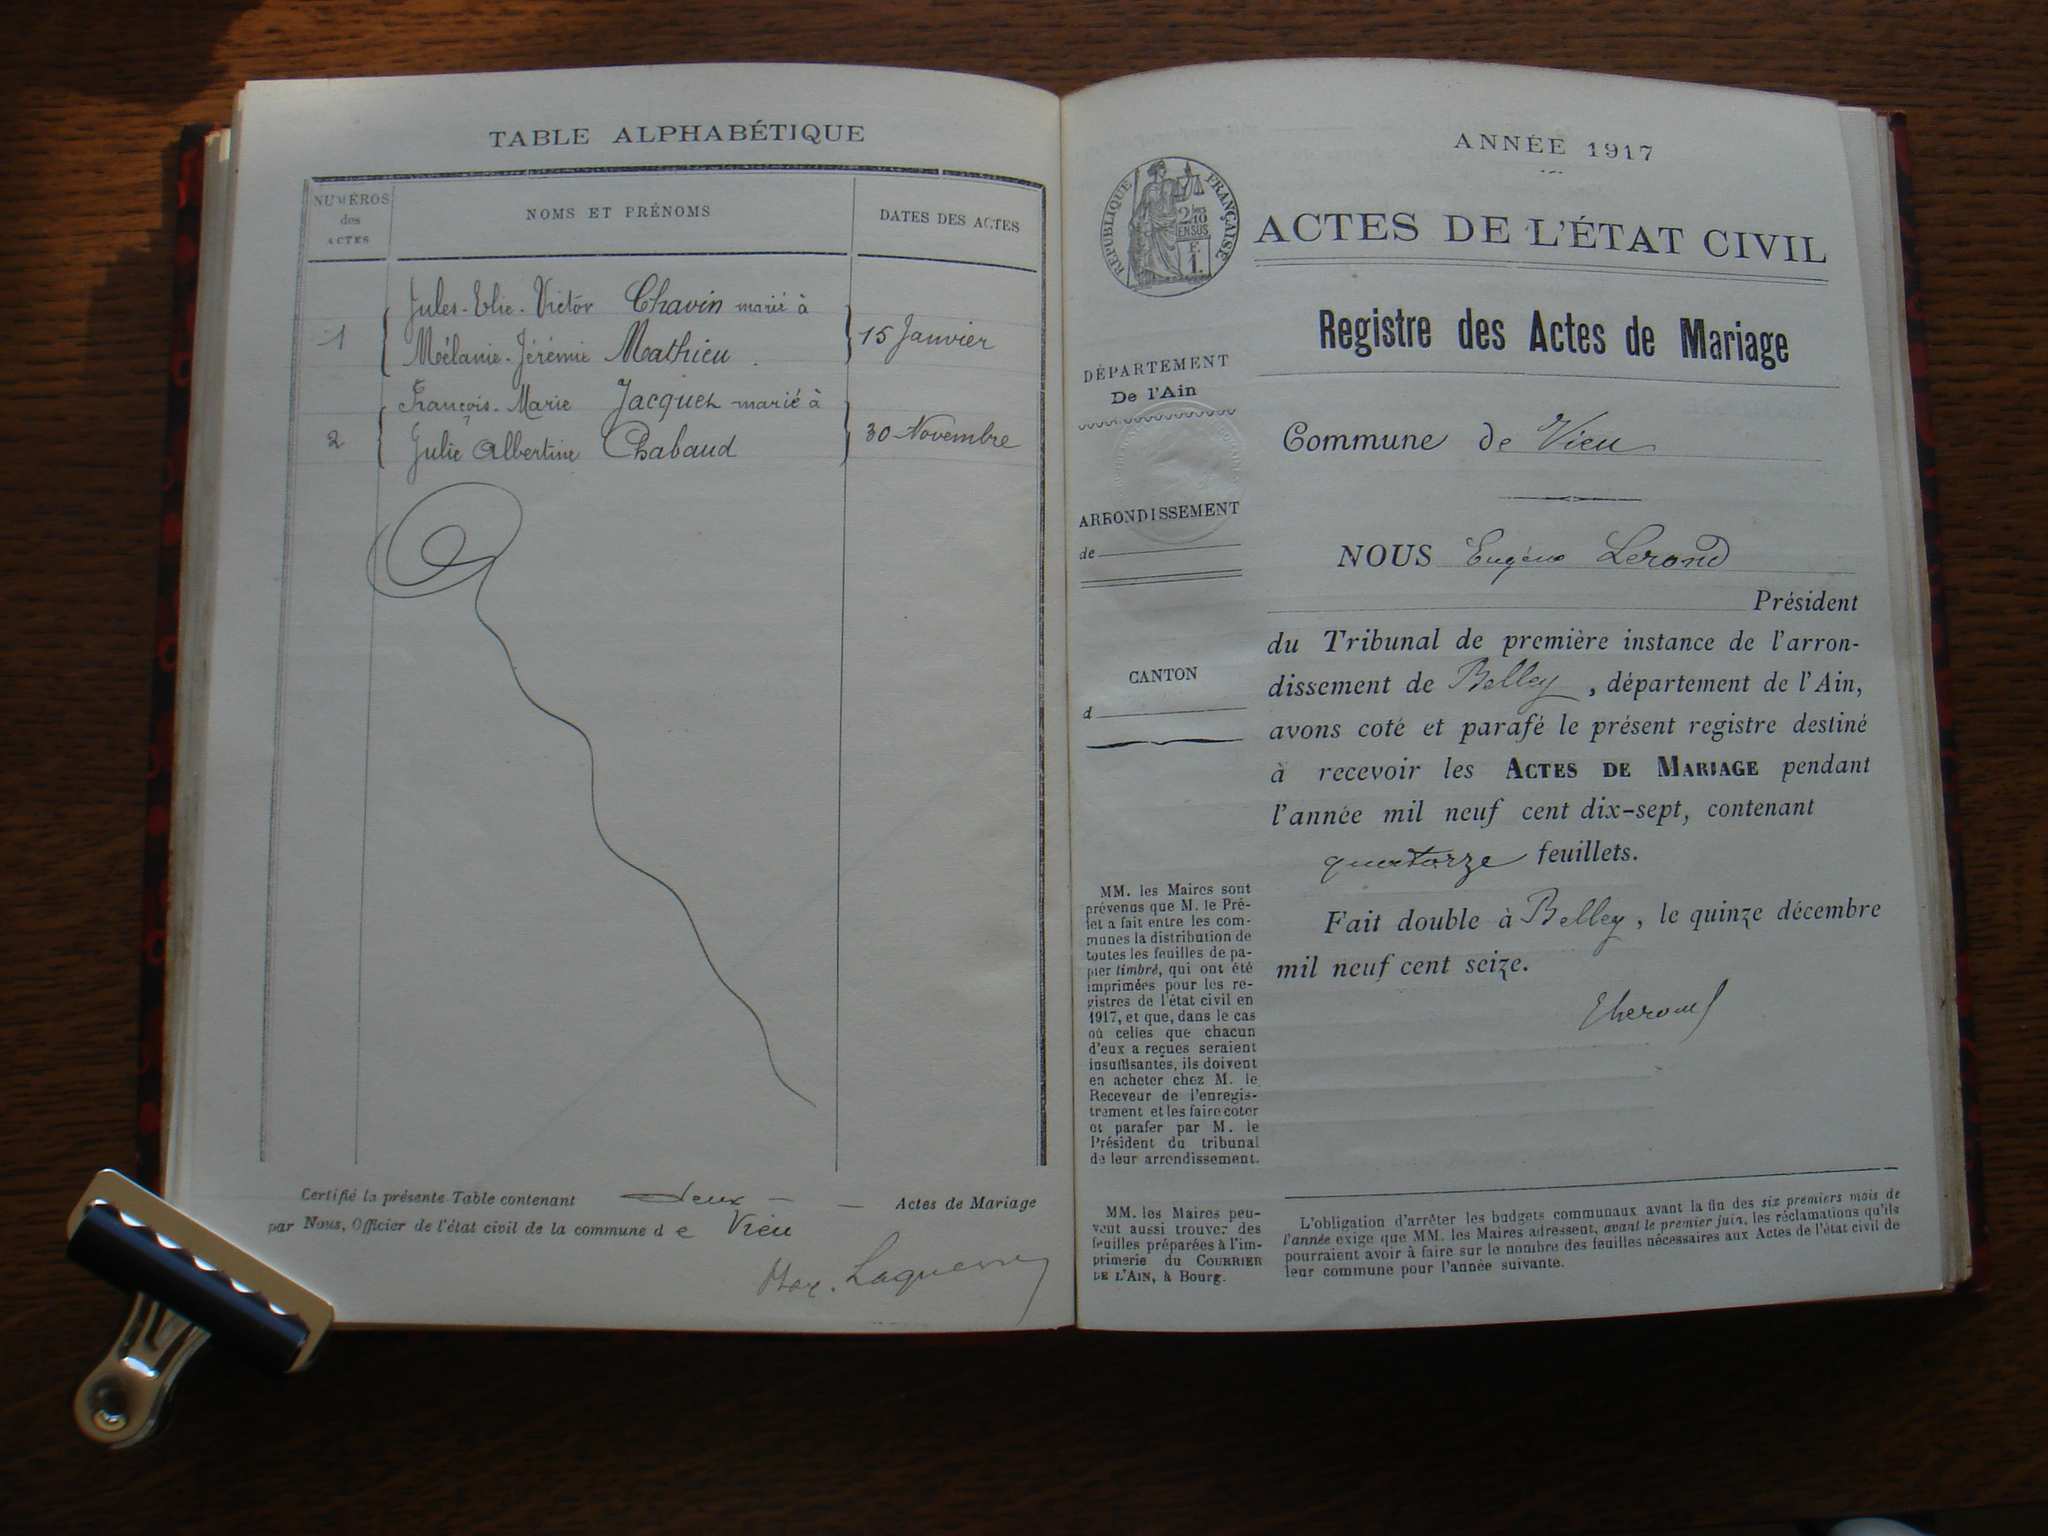 TABLE ALPHABÉTIQUE
NUMÉROS
des
ACTES
NOMS ET PRÉNOMS
DATES DES ACTES
Jules-Elie-Victor Chavin marié à
1
15 Janvier
Mélanie-Jérémie Mathieu.
François-Marie Jacquet marié à
2
30 Novembre
Julie Albertine Chabaud
Certifié la présente Table contenant deux — Actes de Mariage
par Nous, Officier de l'état civil de la commune de Vieu
ANNÉE 1917
RÉPUBLIQUE FRANÇAISE
2/10
EN SUS
F.
1.
ACTES DE L'ÉTAT CIVIL
Registre des Actes de Mariage
DÉPARTEMENT
De l'Ain
Commune de Vieu
ARRONDISSEMENT
de
NOUS Eugène
Président
du Tribunal de première instance de l'arron-
dissement de Belley, département de l'Ain,
CANTON
d
avons coté et parafé le présent registre destiné
à recevoir les ACTES DE MARIAGE pendant
l'année mil neuf cent dix-sept, contenant
quatorze feuillets.
Fait double à Belley, le quinze décembre
mil neuf cent seize.
MM. les Maires sont
prévenus que M. le Pré-
fet a fait entre les com-
munes la distribution de
toutes les feuilles de pa-
pier timbré, qui ont été
imprimées pour les re-
gistres de l'état civil en
1917, et que, dans le cas
où celles que chacun
d'eux a reçues seraient
insuffisantes, ils doivent
en acheter chez M. le
Receveur de l'enregis-
trement et les faire coter
et parafer par M. le
Président du tribunal
de leur arrondissement.
MM. les Maires peu-
vent aussi trouver des
feuilles préparées à l'im-
primerie du COURRIER
DE L'AIN, à Bourg.
L'obligation d'arrêter les budgets communaux avant la fin des six premiers mois de
l'année exige que MM. les Maires adressent, avant le premier juin, les réclamations qu'ils
pourraient avoir à faire sur le nombre des feuilles nécessaires aux Actes de l'état civil de
leur commune pour l'année suivante.